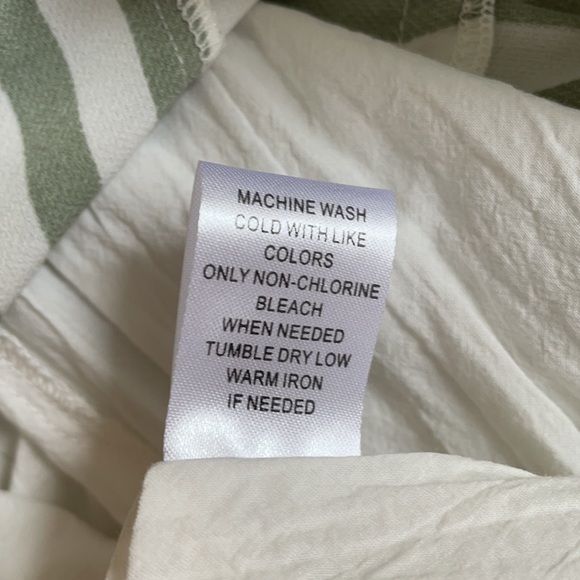 MACHINE WASH
COLD WITH LIKE
COLORS
ONLY NON-CHLORINE
BLEACH
WHEN NEEDED
TUMBLE DRY LOW
WARM IRON
IF NEEDED